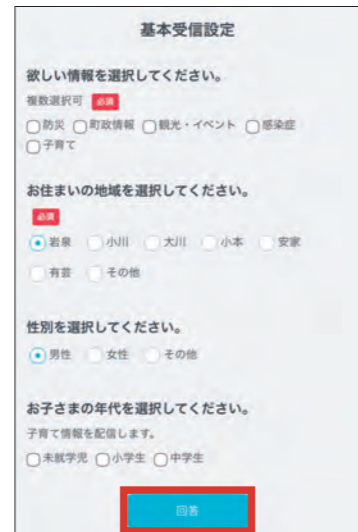 基本受信設定
欲しい情報を選択してください。
複数選択可 必須
防災 町政情報 観光・イベント 感染症
子育て
お住まいの地域を選択してください。
必須
岩泉 小川 大川 小本 安家
有芸 その他
性別を選択してください。
男性 女性 その他
お子さまの年代を選択してください。
子育て情報を配信します。
未就学児 小学生 中学生
回答